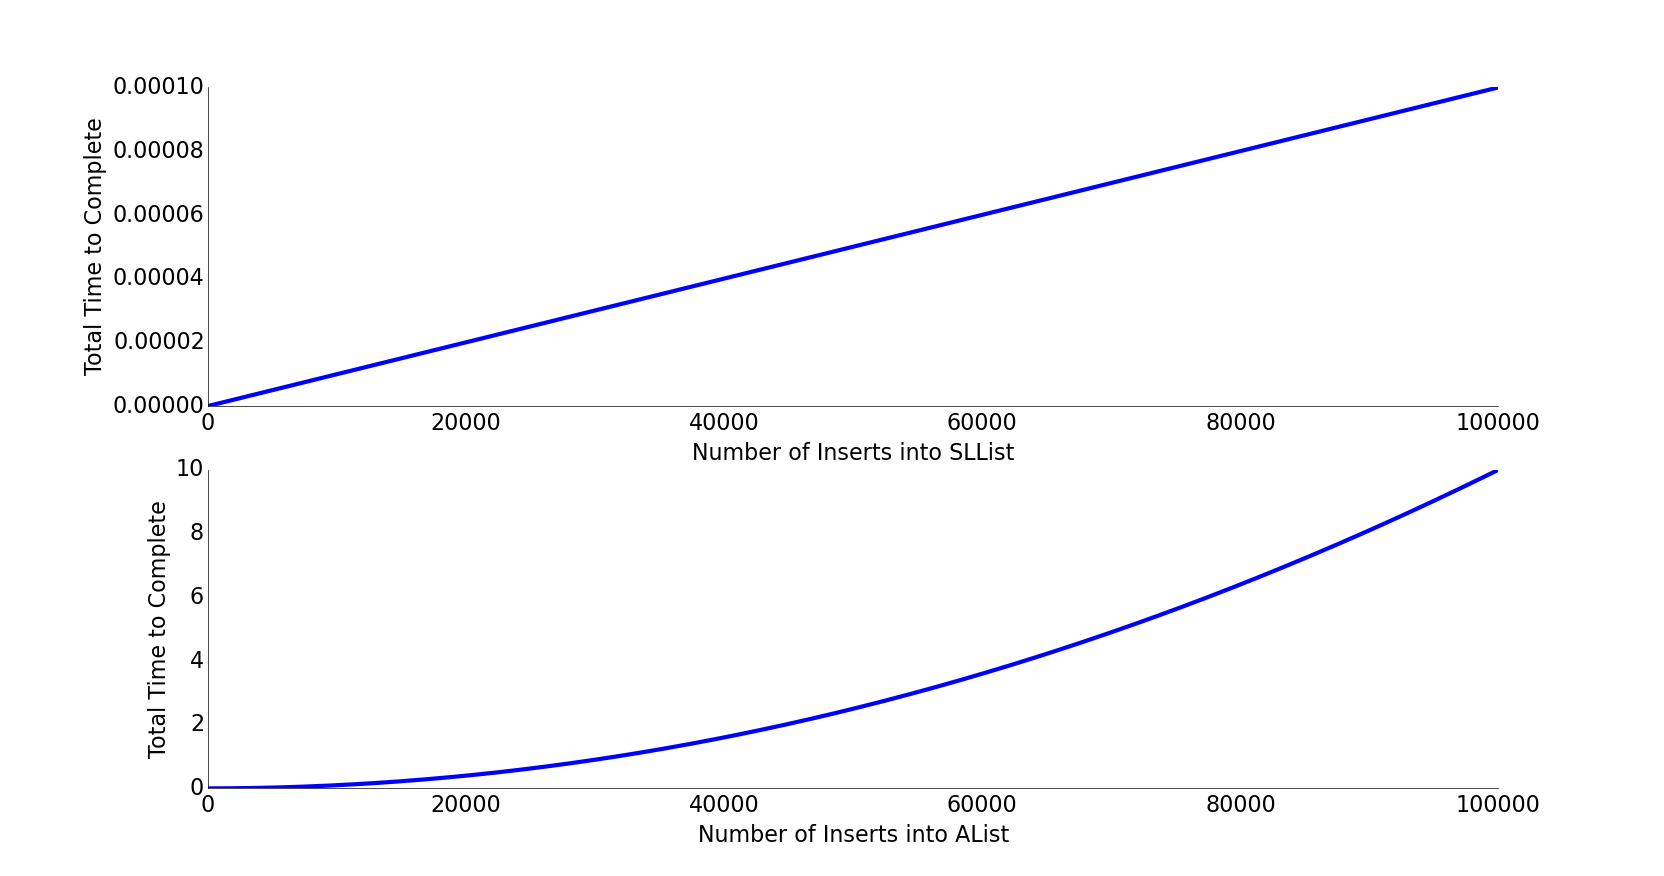 0.00010
0.00008
0.00006
0.00004
0.00002
0.00000
Total Time to Complete
0 20000 40000 60000 80000 100000
Number of Inserts into SLList
10
8
6
4
2
0
Total Time to Complete
0 20000 40000 60000 80000 100000
Number of Inserts into AList